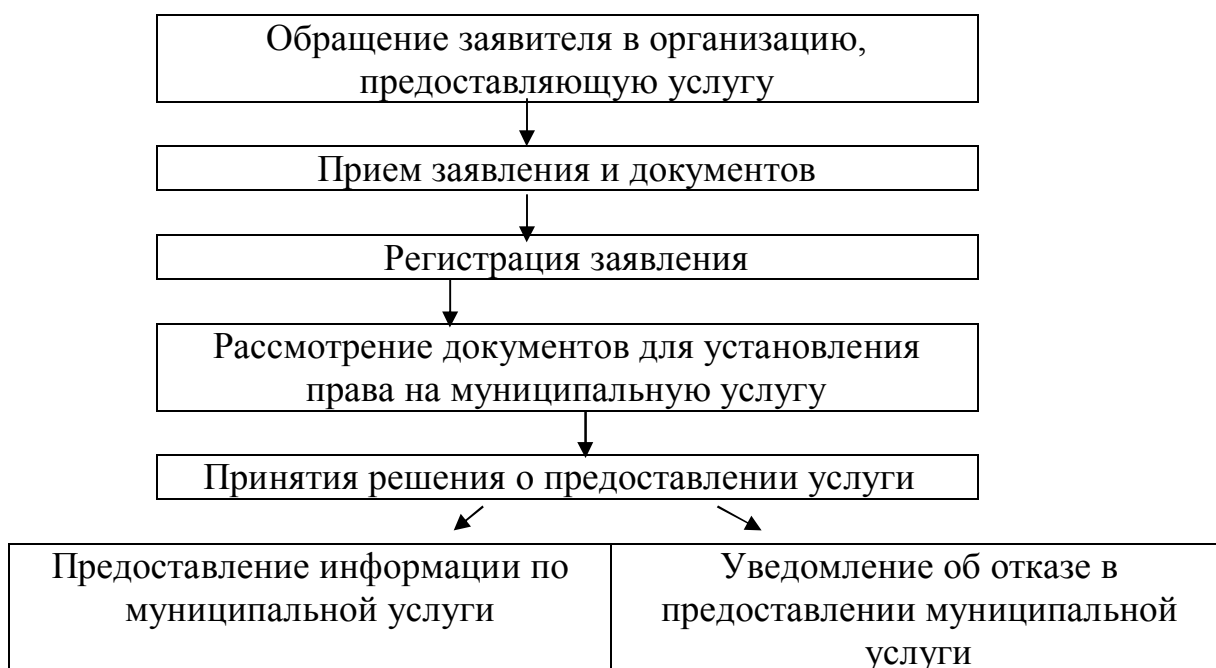 Обращение заявителя в организацию,
предоставляющую услугу
Прием заявления и документов
Регистрация заявления
Рассмотрение документов для установления
права на муниципальную услугу
Принятия решения о предоставлении услуги
Предоставление информации по
муниципальной услуги
Уведомление об отказе в
предоставлении муниципальной
услуги